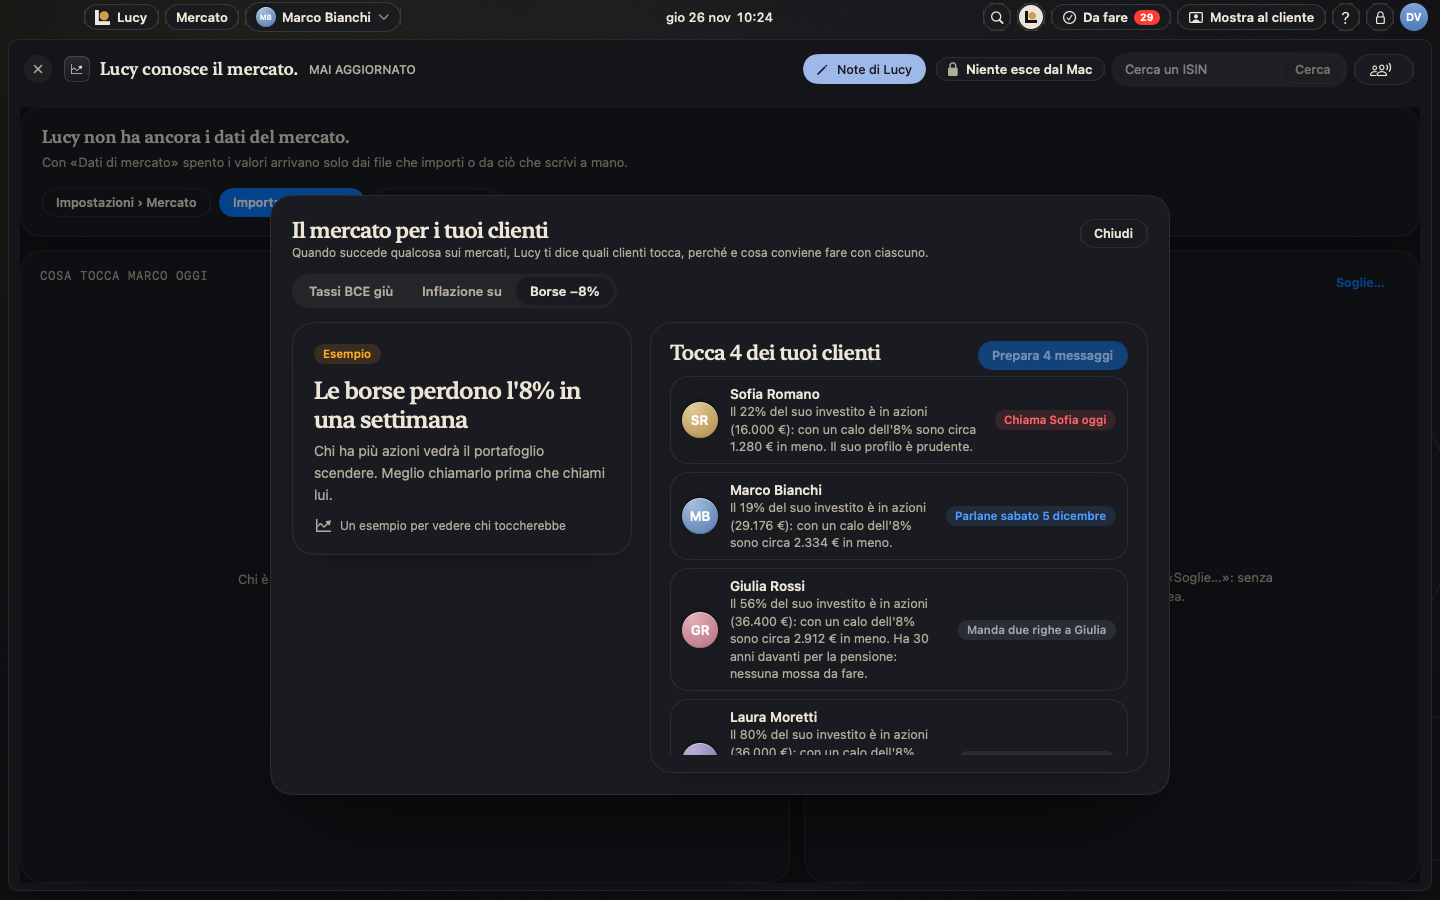 Lucy
Mercato
MB Marco Bianchi
gio 26 nov 10:24
Da fare 29
Mostra al cliente
?
DV
Lucy conosce il mercato. MAI AGGIORNATO
Note di Lucy
Niente esce dal Mac
Cerca un ISIN
Cerca
Lucy non ha ancora i dati del mercato.
Con «Dati di mercato» spento i valori arrivano solo dai file che importi o da ciò che scrivi a mano.
Impostazioni › Mercato
COSA TOCCA MARCO OGGI
Soglie...
Chi è
«Soglie...»: senza
Il mercato per i tuoi clienti
Chiudi
Quando succede qualcosa sui mercati, Lucy ti dice quali clienti tocca, perché e cosa conviene fare con ciascuno.
Tassi BCE giù
Inflazione su
Borse –8%
Esempio
Le borse perdono l'8% in
una settimana
Chi ha più azioni vedrà il portafoglio
scendere. Meglio chiamarlo prima che chiami
lui.
Un esempio per vedere chi toccherebbe
Tocca 4 dei tuoi clienti
Prepara 4 messaggi
SR
Sofia Romano
Il 22% del suo investito è in azioni
(16.000 €): con un calo dell'8% sono circa
1.280 € in meno. Il suo profilo è prudente.
Chiama Sofia oggi
MB
Marco Bianchi
Il 19% del suo investito è in azioni
(29.176 €): con un calo dell'8%
sono circa 2.334 € in meno.
Parlane sabato 5 dicembre
GR
Giulia Rossi
Il 56% del suo investito è in azioni
(36.400 €): con un calo dell'8%
sono circa 2.912 € in meno. Ha 30
anni davanti per la pensione:
nessuna mossa da fare.
Manda due righe a Giulia
Laura Moretti
Il 80% del suo investito è in azioni
(36.000 €): con un calo dell'8%